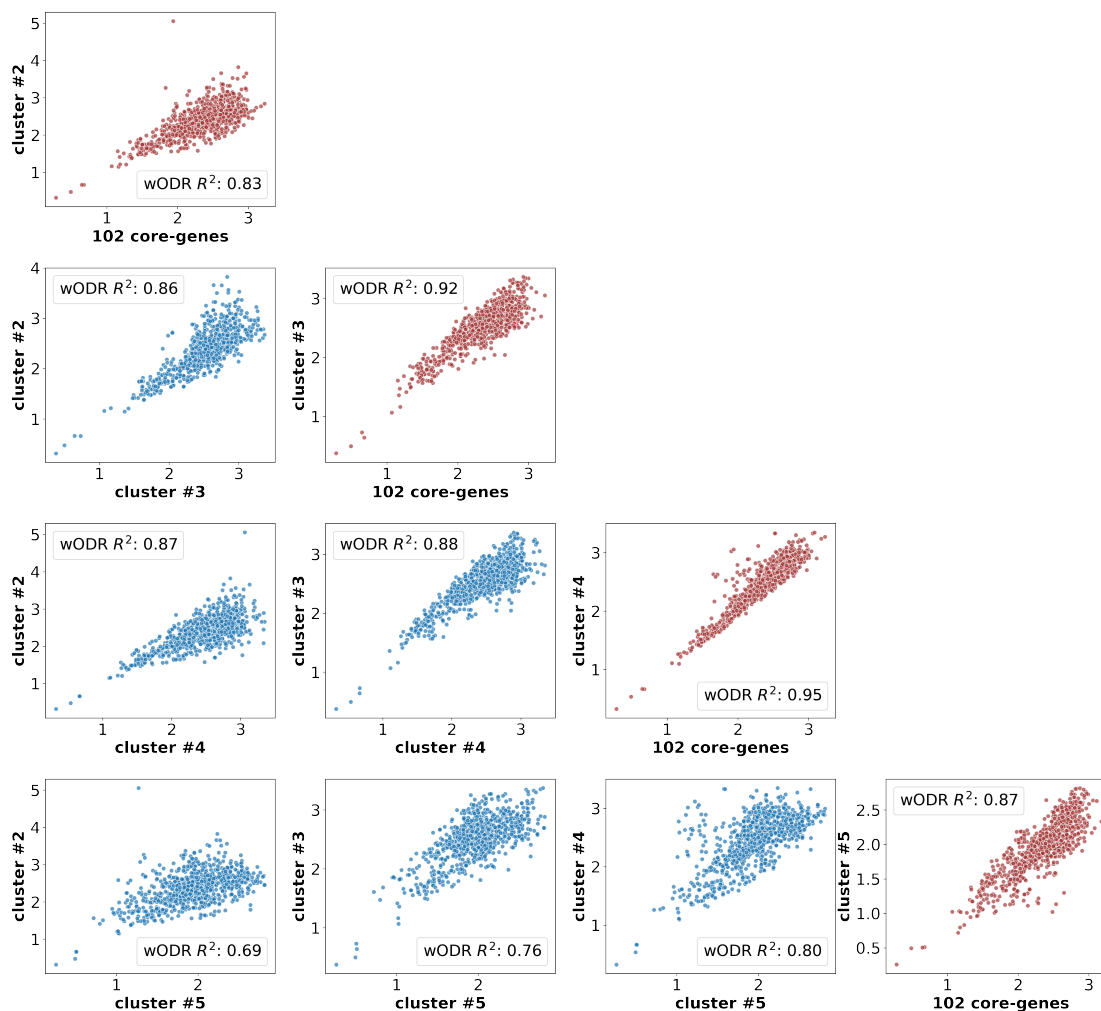 cluster #2
5
4
3
2
1
wODR R²: 0.83
1 2 3
102 core-genes
cluster #2
4
3
2
1
wODR R²: 0.86
1 2 3
cluster #3
cluster #3
3
2
1
wODR R²: 0.92
1 2 3
102 core-genes
cluster #2
5
4
3
2
1
wODR R²: 0.87
1 2 3
cluster #4
cluster #3
3
2
1
wODR R²: 0.88
1 2 3
cluster #4
cluster #4
3
2
1
wODR R²: 0.95
1 2 3
102 core-genes
cluster #2
5
4
3
2
1
wODR R²: 0.69
1 2
cluster #5
cluster #3
3
2
1
wODR R²: 0.76
1 2
cluster #5
cluster #4
3
2
1
wODR R²: 0.80
1 2
cluster #5
cluster #5
2.5
2.0
1.5
1.0
0.5
wODR R²: 0.87
1 2 3
102 core-genes